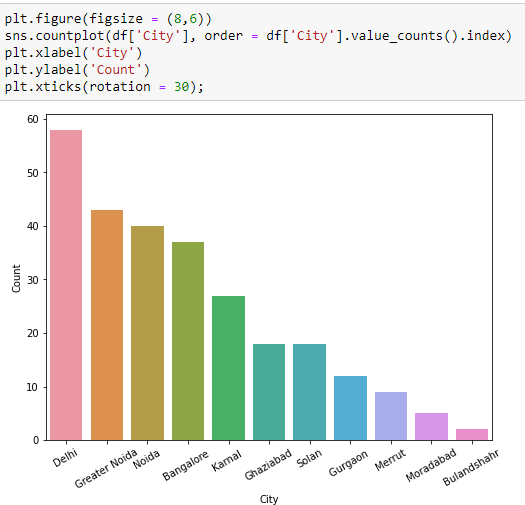 plt.figure(figsize = (8,6))
sns.countplot(df['City'], order = df['City'].value_counts().index)
plt.xlabel('City')
plt.ylabel('Count')
plt.xticks(rotation = 30);
60
50
40
30
20
10
0
Count
Delhi
Greater Noida
Noida
Bangalore
Karnal
Ghaziabad
Solan
Gurgaon
Merrut
Moradabad
Bulandshahr
City